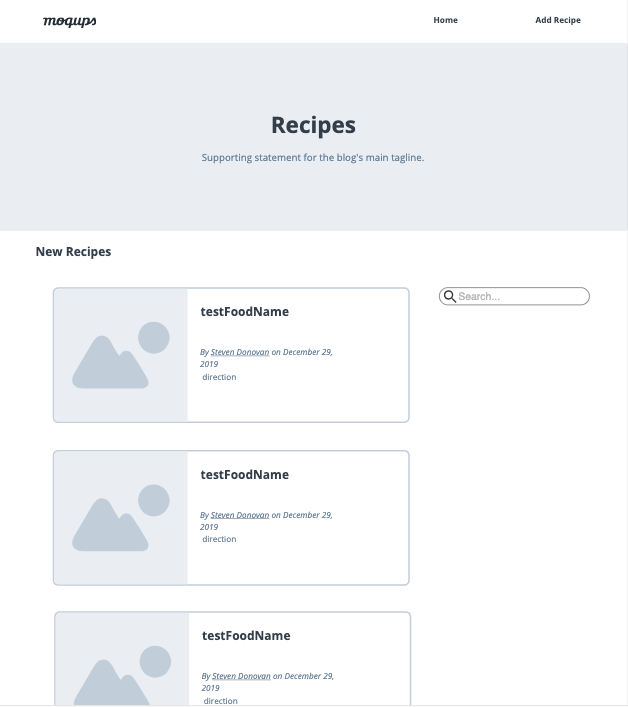 moqups
Home
Add Recipe
Recipes
Supporting statement for the blog's main tagline.
New Recipes
Search...
testFoodName
By Steven Donovan on December 29,
2019
direction
testFoodName
By Steven Donovan on December 29,
2019
direction
testFoodName
By Steven Donovan on December 29,
2019
direction